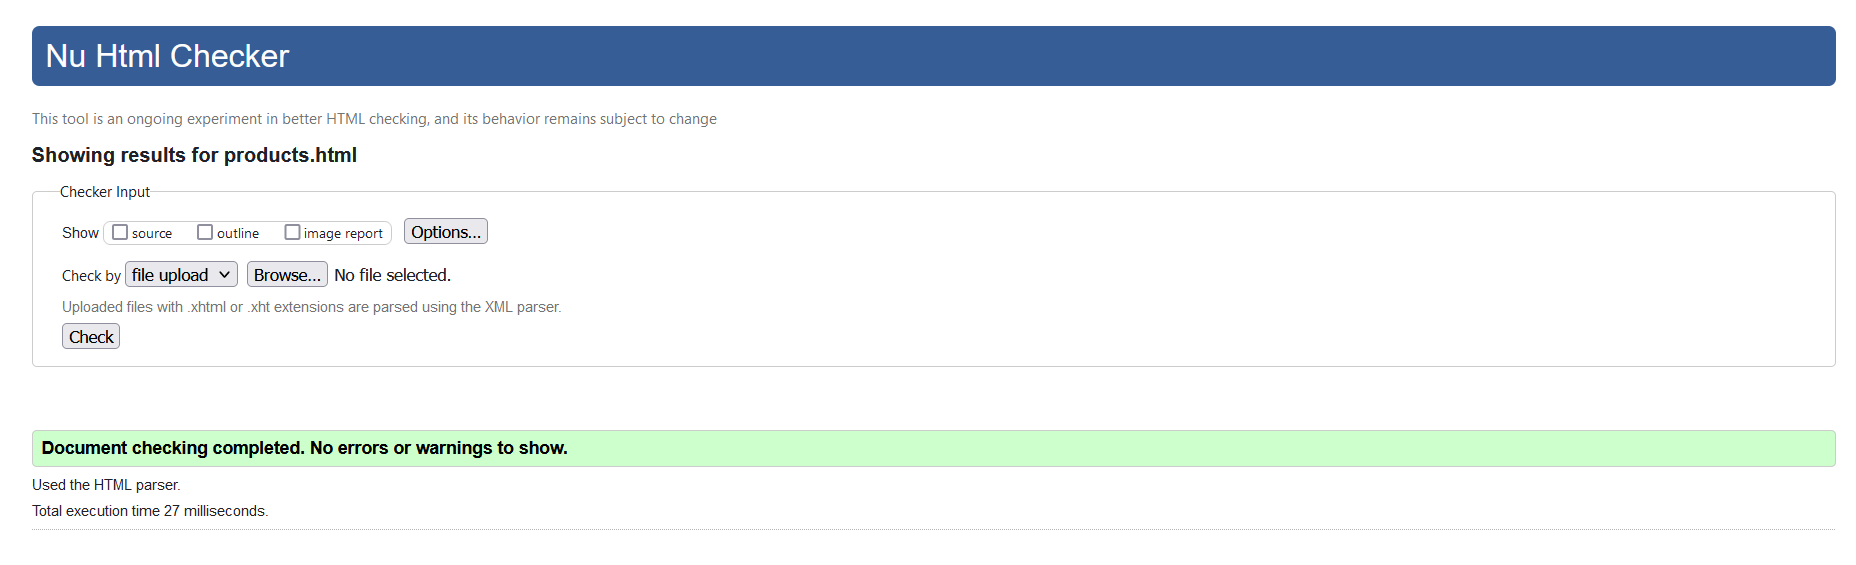 Nu Html Checker
This tool is an ongoing experiment in better HTML checking, and its behavior remains subject to change
Showing results for products.html
Checker Input
Show source outline image report Options...
Check by file upload Browse... No file selected.
Uploaded files with .xhtml or .xht extensions are parsed using the XML parser.
Check
Document checking completed. No errors or warnings to show.
Used the HTML parser.
Total execution time 27 milliseconds.